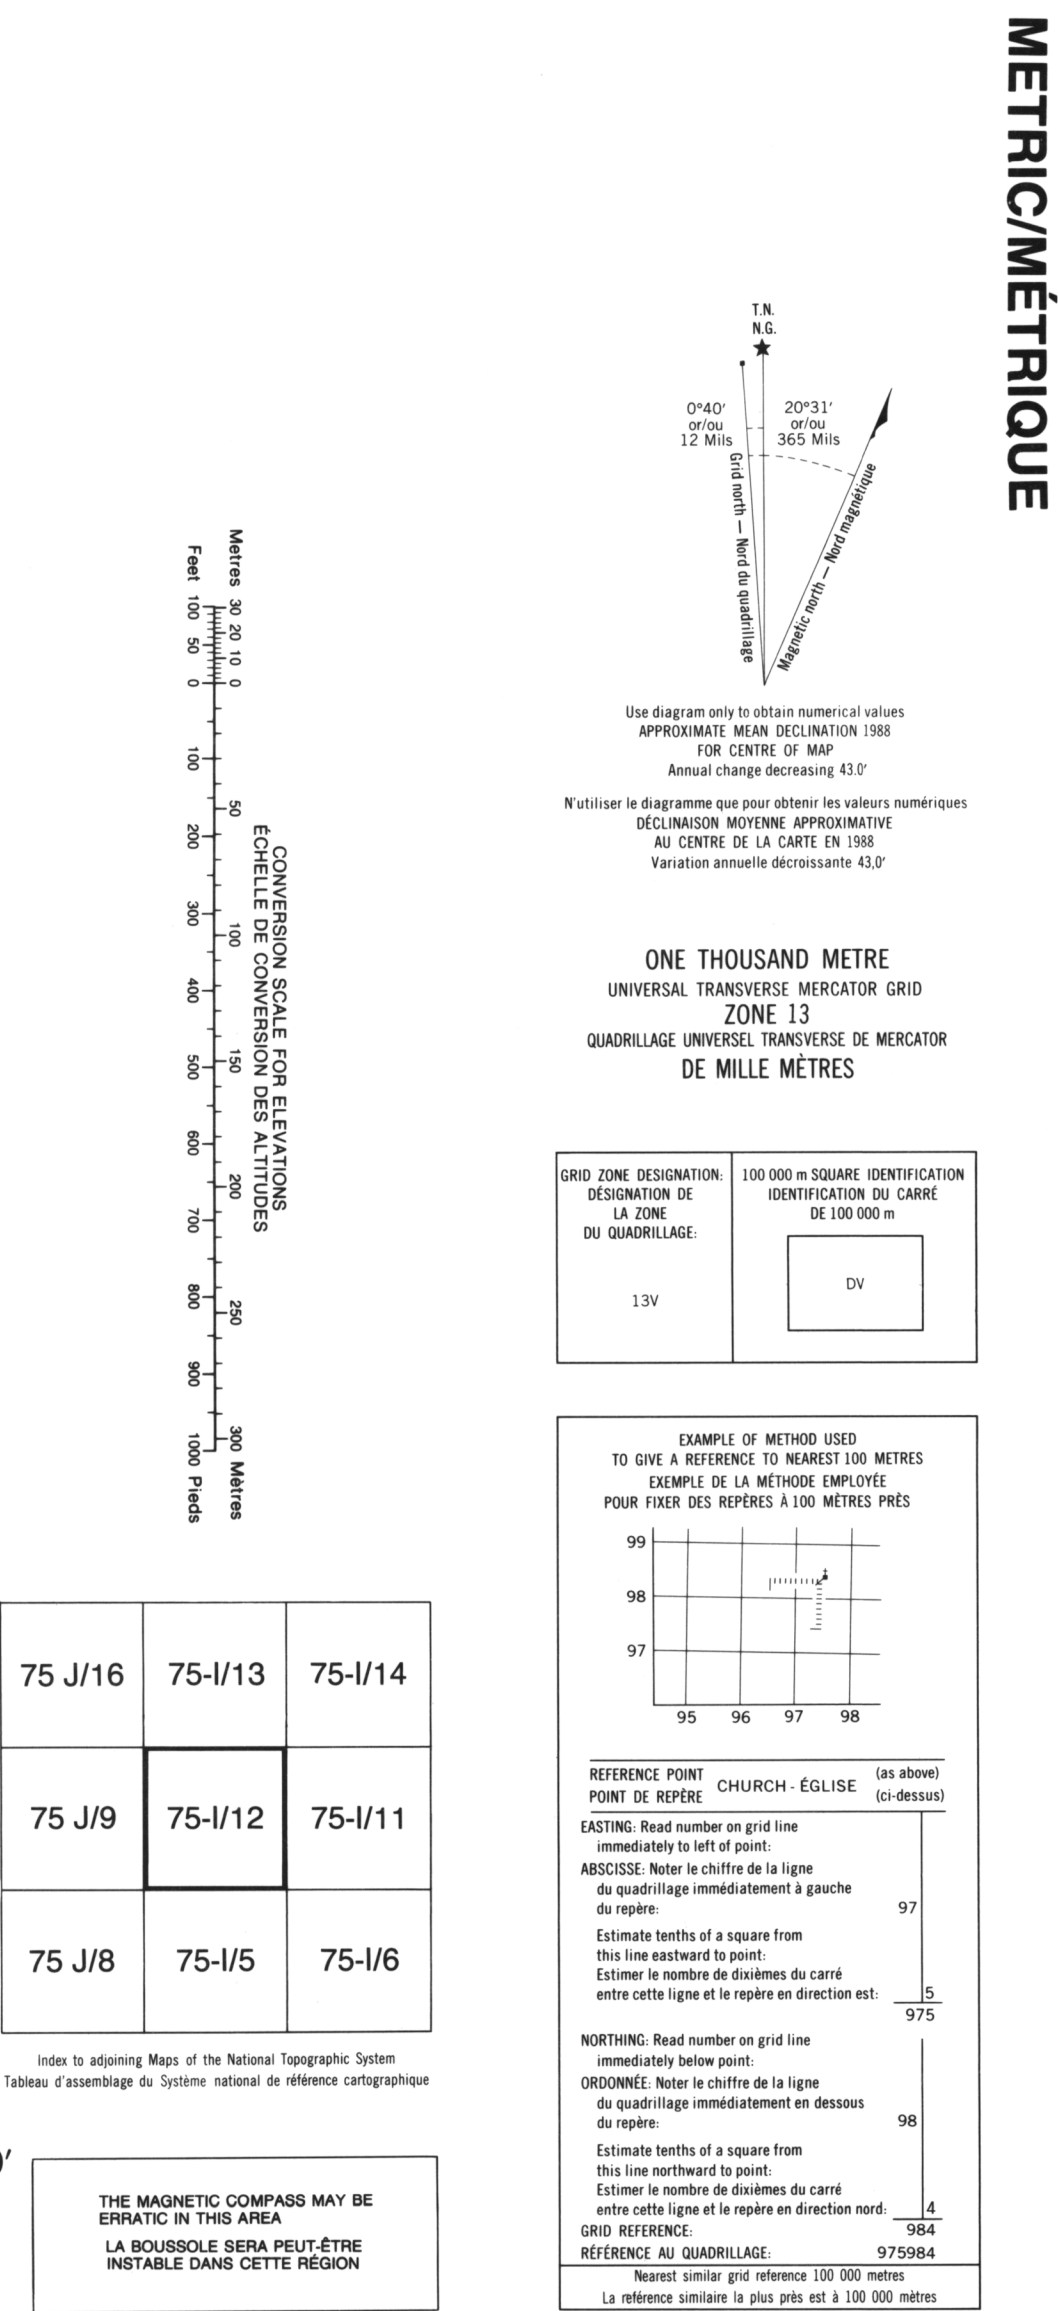 METRIC/MÉTRIQUE
T.N.
N.G.
0°40′
or/ou
12 Mils
20°31′
or/ou
365 Mils
Grid north — Nord du quadrillage
Magnetic north — Nord magnétique
Use diagram only to obtain numerical values
APPROXIMATE MEAN DECLINATION 1988
FOR CENTRE OF MAP
Annual change decreasing 43.0′
N'utiliser le diagramme que pour obtenir les valeurs numériques
DÉCLINAISON MOYENNE APPROXIMATIVE
AU CENTRE DE LA CARTE EN 1988
Variation annuelle décroissante 43,0′
CONVERSION SCALE FOR ELEVATIONS
ÉCHELLE DE CONVERSION DES ALTITUDES
Metres 30 20 10 0 50 100 150 200 250 300 Mètres
Feet 100 50 0 100 200 300 400 500 600 700 800 900 1000 Pieds
ONE THOUSAND METRE
UNIVERSAL TRANSVERSE MERCATOR GRID
ZONE 13
QUADRILLAGE UNIVERSEL TRANSVERSE DE MERCATOR
DE MILLE MÈTRES
GRID ZONE DESIGNATION:
DÉSIGNATION DE
LA ZONE
DU QUADRILLAGE:
13V
100 000 m SQUARE IDENTIFICATION
IDENTIFICATION DU CARRÉ
DE 100 000 m
DV
EXAMPLE OF METHOD USED
TO GIVE A REFERENCE TO NEAREST 100 METRES
EXEMPLE DE LA MÉTHODE EMPLOYÉE
POUR FIXER DES REPÈRES À 100 MÈTRES PRÈS
99
98
97
95 96 97 98
REFERENCE POINT
POINT DE REPÈRE
CHURCH - ÉGLISE
(as above)
(ci-dessus)
EASTING: Read number on grid line
immediately to left of point:
ABSCISSE: Noter le chiffre de la ligne
du quadrillage immédiatement à gauche
du repère: 97
Estimate tenths of a square from
this line eastward to point:
Estimer le nombre de dixièmes du carré
entre cette ligne et le repère en direction est: 5
975
NORTHING: Read number on grid line
immediately below point:
ORDONNÉE: Noter le chiffre de la ligne
du quadrillage immédiatement en dessous
du repère: 98
Estimate tenths of a square from
this line northward to point:
Estimer le nombre de dixièmes du carré
entre cette ligne et le repère en direction nord: 4
GRID REFERENCE: 984
RÉFÉRENCE AU QUADRILLAGE: 975984
Nearest similar grid reference 100 000 metres
La référence similaire la plus près est à 100 000 mètres
75 J/16 75-I/13 75-I/14
75 J/9 75-I/12 75-I/11
75 J/8 75-I/5 75-I/6
Index to adjoining Maps of the National Topographic System
Tableau d'assemblage du Système national de référence cartographique
THE MAGNETIC COMPASS MAY BE
ERRATIC IN THIS AREA
LA BOUSSOLE SERA PEUT-ÊTRE
INSTABLE DANS CETTE RÉGION